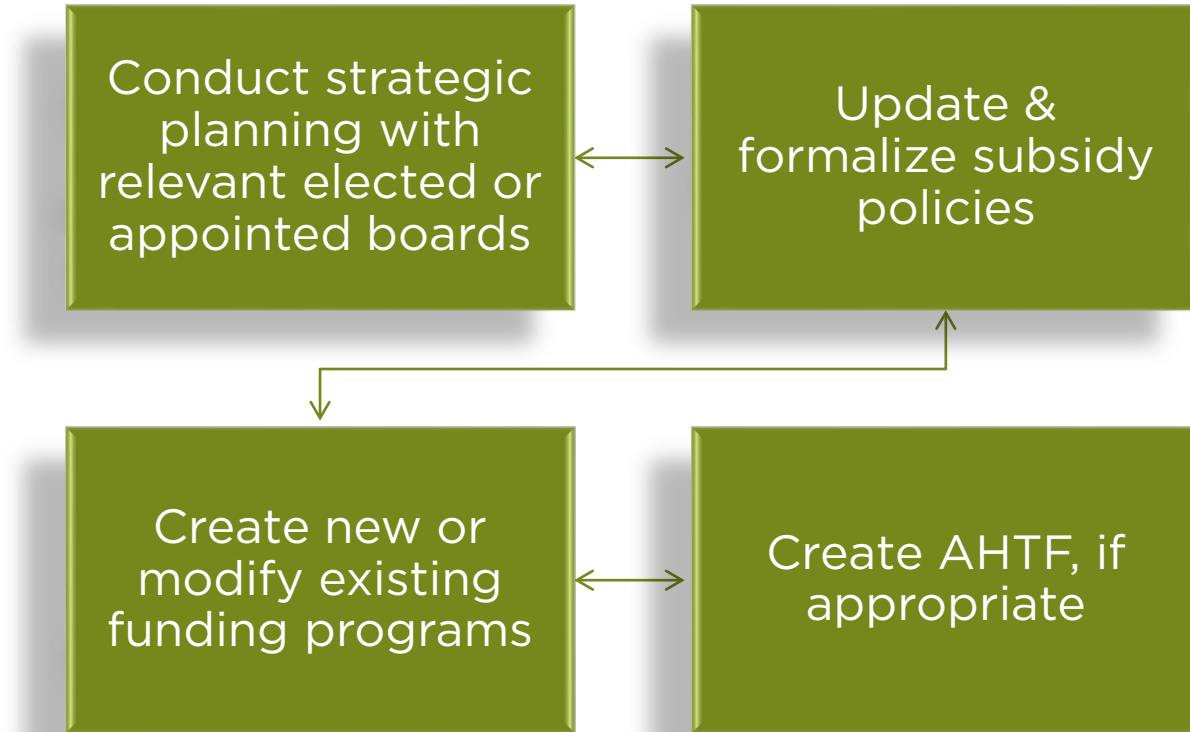 Conduct strategic
planning with
relevant elected or
appointed boards
Update &
formalize subsidy
policies
Create new or
modify existing
funding programs
Create AHTF, if
appropriate